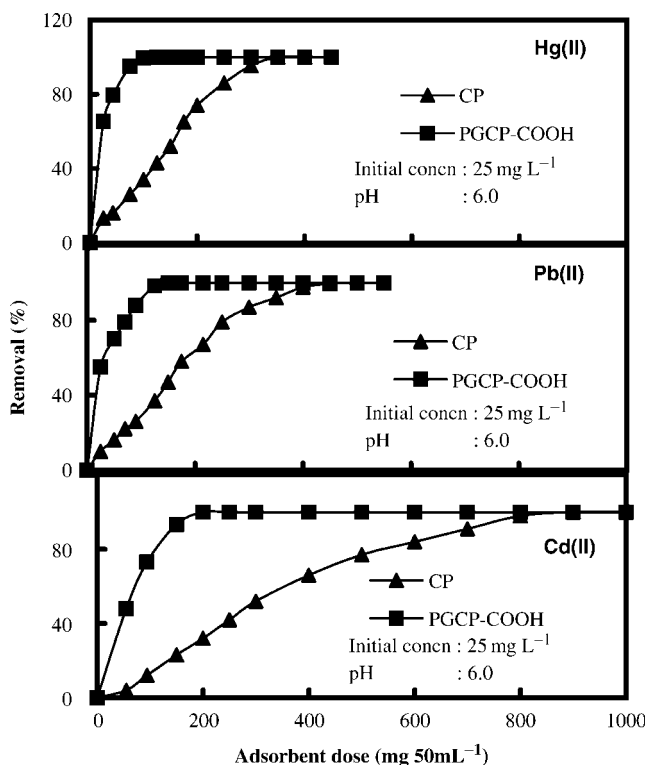 120
80
40
0
Hg(II)
CP
PGCP-COOH
Initial concn : 25 mg L⁻¹
pH : 6.0
Removal (%)
80
40
0
Pb(II)
CP
PGCP-COOH
Initial concn : 25 mg L⁻¹
pH : 6.0
80
40
0
Cd(II)
CP
PGCP-COOH
Initial concn : 25 mg L⁻¹
pH : 6.0
0 200 400 600 800 1000
Adsorbent dose (mg 50mL⁻¹)